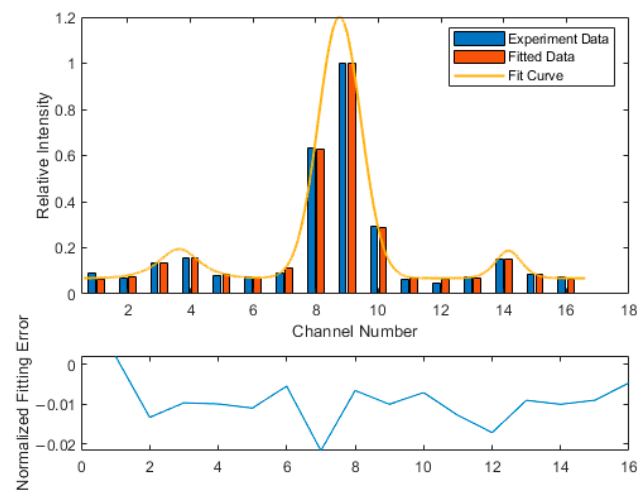 1.2
1
0.8
0.6
0.4
0.2
0
Relative Intensity
Experiment Data
Fitted Data
Fit Curve
2 4 6 8 10 12 14 16 18
Channel Number
Normalized Fitting Error
0
−0.01
−0.02
0 2 4 6 8 10 12 14 16